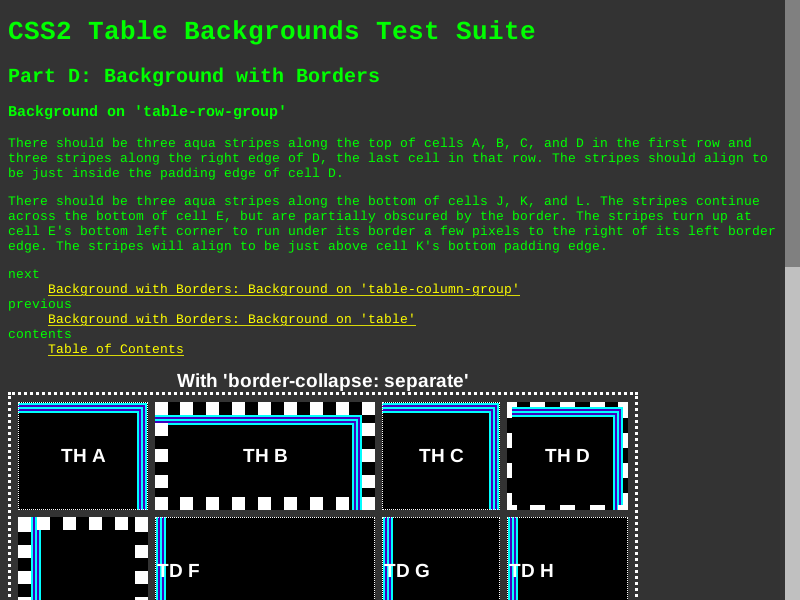 CSS2 Table Backgrounds Test Suite
Part D: Background with Borders
Background on 'table-row-group'
There should be three aqua stripes along the top of cells A, B, C, and D in the first row and
three stripes along the right edge of D, the last cell in that row. The stripes should align to
be just inside the padding edge of cell D.
There should be three aqua stripes along the bottom of cells J, K, and L. The stripes continue
across the bottom of cell E, but are partially obscured by the border. The stripes turn up at
cell E's bottom left corner to run under its border a few pixels to the right of its left border
edge. The stripes will align to be just above cell K's bottom padding edge.
next
Background with Borders: Background on 'table-column-group'
previous
Background with Borders: Background on 'table'
contents
Table of Contents
With 'border-collapse: separate'
TH A TH B TH C TH D
TD F TD G TD H